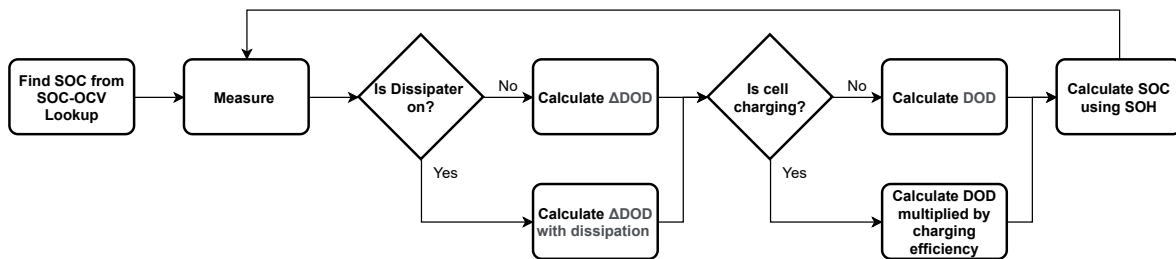 Find SOC from
SOC-OCV
Lookup
Measure
Is Dissipater
on?
No
Yes
Calculate ΔDOD
Calculate ΔDOD
with dissipation
Is cell
charging?
No
Yes
Calculate DOD
Calculate DOD
multiplied by
charging
efficiency
Calculate SOC
using SOH